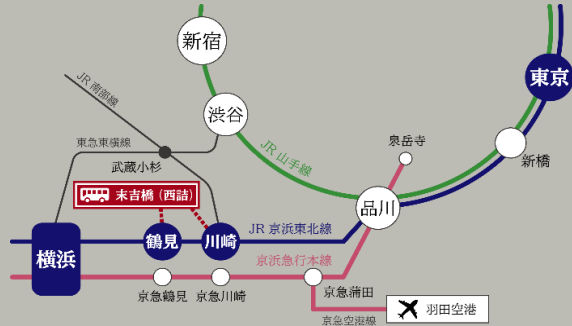 新宿
東京
JR 南部線
渋谷
東急東横線
泉岳寺
新橋
JR 山手線
武蔵小杉
末吉橋（西詰）
品川
鶴見
川崎
JR 京浜東北線
横浜
京浜急行本線
京急鶴見
京急川崎
京急蒲田
羽田空港
京急空港線